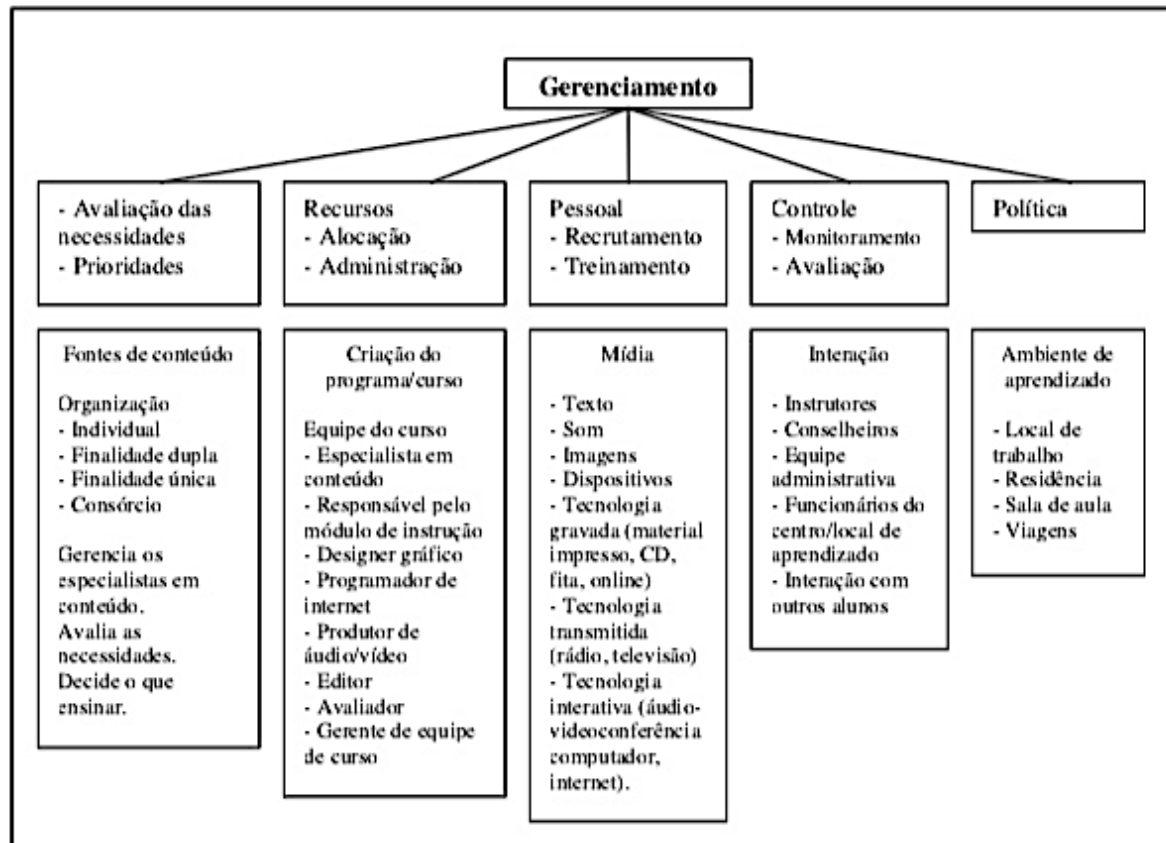 Gerenciamento
- Avaliação das
necessidades
- Prioridades
Recursos
- Alocação
- Administração
Pessoal
- Recrutamento
- Treinamento
Controle
- Monitoramento
- Avaliação
Política
Fontes de conteúdo
Organização
- Individual
- Finalidade dupla
- Finalidade única
- Consórcio
Gerencia os
especialistas em
conteúdo.
Avalia as
necessidades.
Decide o que
ensinar.
Criação do
programa/curso
Equipe do curso
- Especialista em
conteúdo
- Responsável pelo
módulo de instrução
- Designer gráfico
- Programador de
internet
- Produtor de
áudio/vídeo
- Editor
- Avaliador
- Gerente de equipe
de curso
Mídia
- Texto
- Som
- Imagens
- Dispositivos
- Tecnologia
gravada (material
impresso, CD,
fita, online)
- Tecnologia
transmitida
(rádio, televisão)
- Tecnologia
interativa (áudio-
videoconferência
computador,
internet).
Interação
- Instrutores
- Conselheiros
- Equipe
administrativa
- Funcionários do
centro/local de
aprendizado
- Interação com
outros alunos
Ambiente de
aprendizado
- Local de
trabalho
- Residência
- Sala de aula
- Viagens